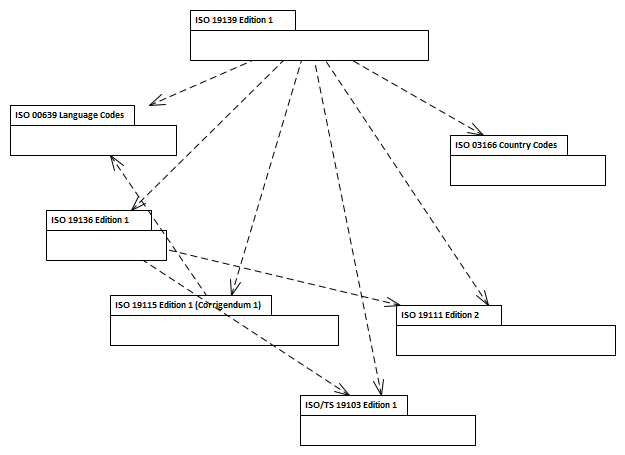 ISO 19139 Edition 1
ISO 00639 Language Codes
ISO 03166 Country Codes
ISO 19136 Edition 1
ISO 19115 Edition 1 (Corrigendum 1)
ISO 19111 Edition 2
ISO/TS 19103 Edition 1